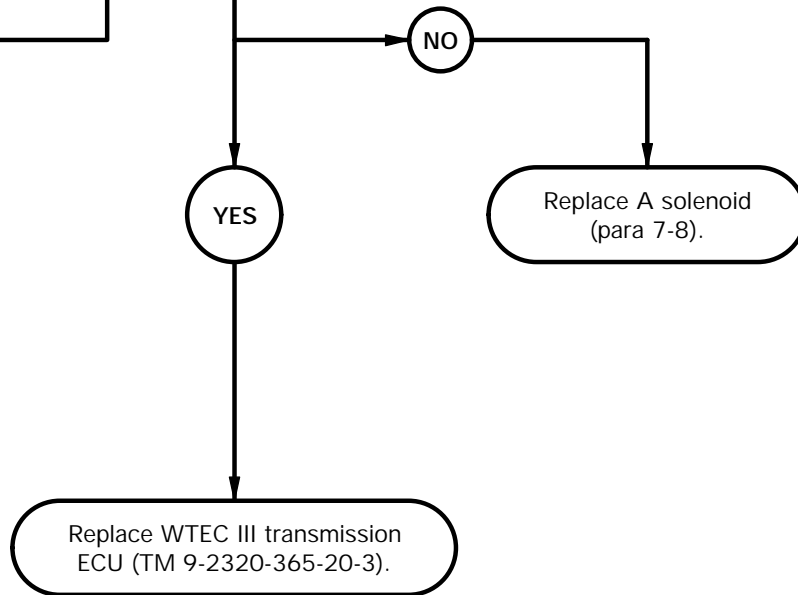 NO
YES
Replace A solenoid
(para 7-8).
Replace WTEC III transmission
ECU (TM 9-2320-365-20-3).